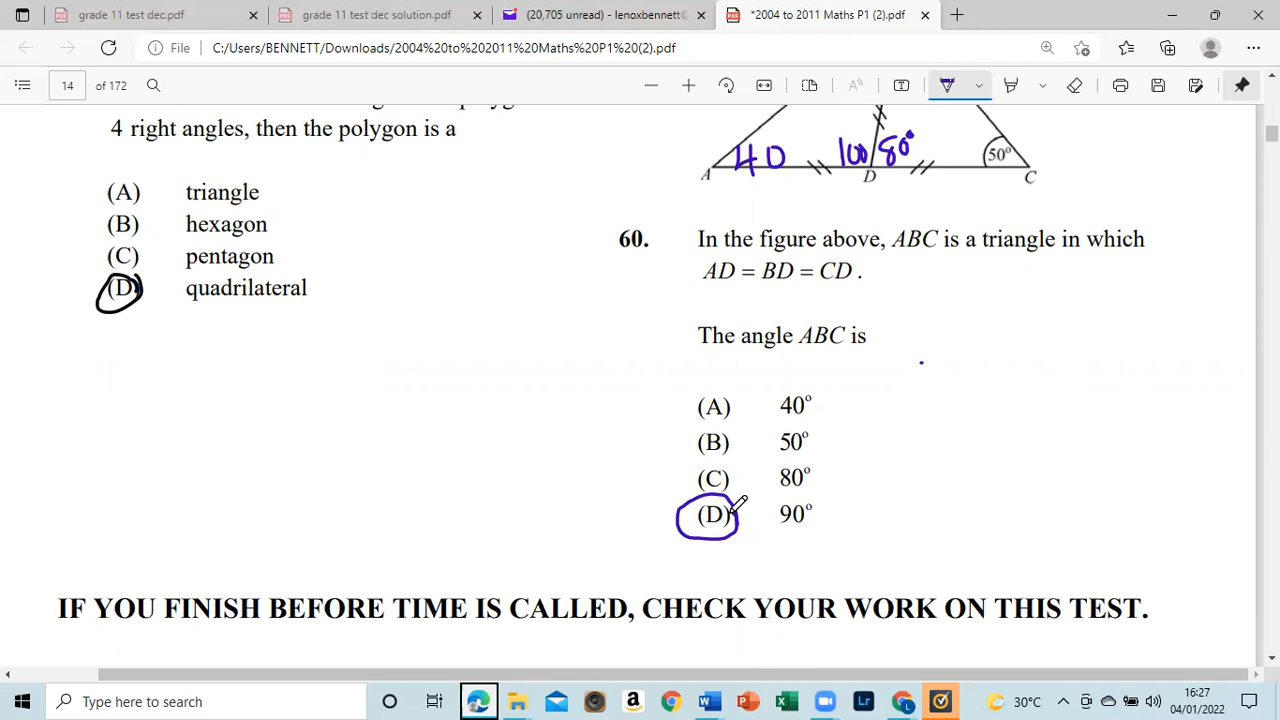 grade 11 test dec.pdf
grade 11 test dec solution.pdf
(20,705 unread) - lenoxbennett
*2004 to 2011 Maths P1 (2).pdf
File
C:/Users/BENNETT/Downloads/2004%20to%202011%20Maths%20P1%20(2).pdf
14 of 172
4 right angles, then the polygon is a
(A) triangle
(B) hexagon
(C) pentagon
(D) quadrilateral
40 100 80° 50°
A D C
60. In the figure above, ABC is a triangle in which
AD = BD = CD .
The angle ABC is
(A) 40°
(B) 50°
(C) 80°
(D) 90°
IF YOU FINISH BEFORE TIME IS CALLED, CHECK YOUR WORK ON THIS TEST.
Type here to search
30°C
16:27
04/01/2022